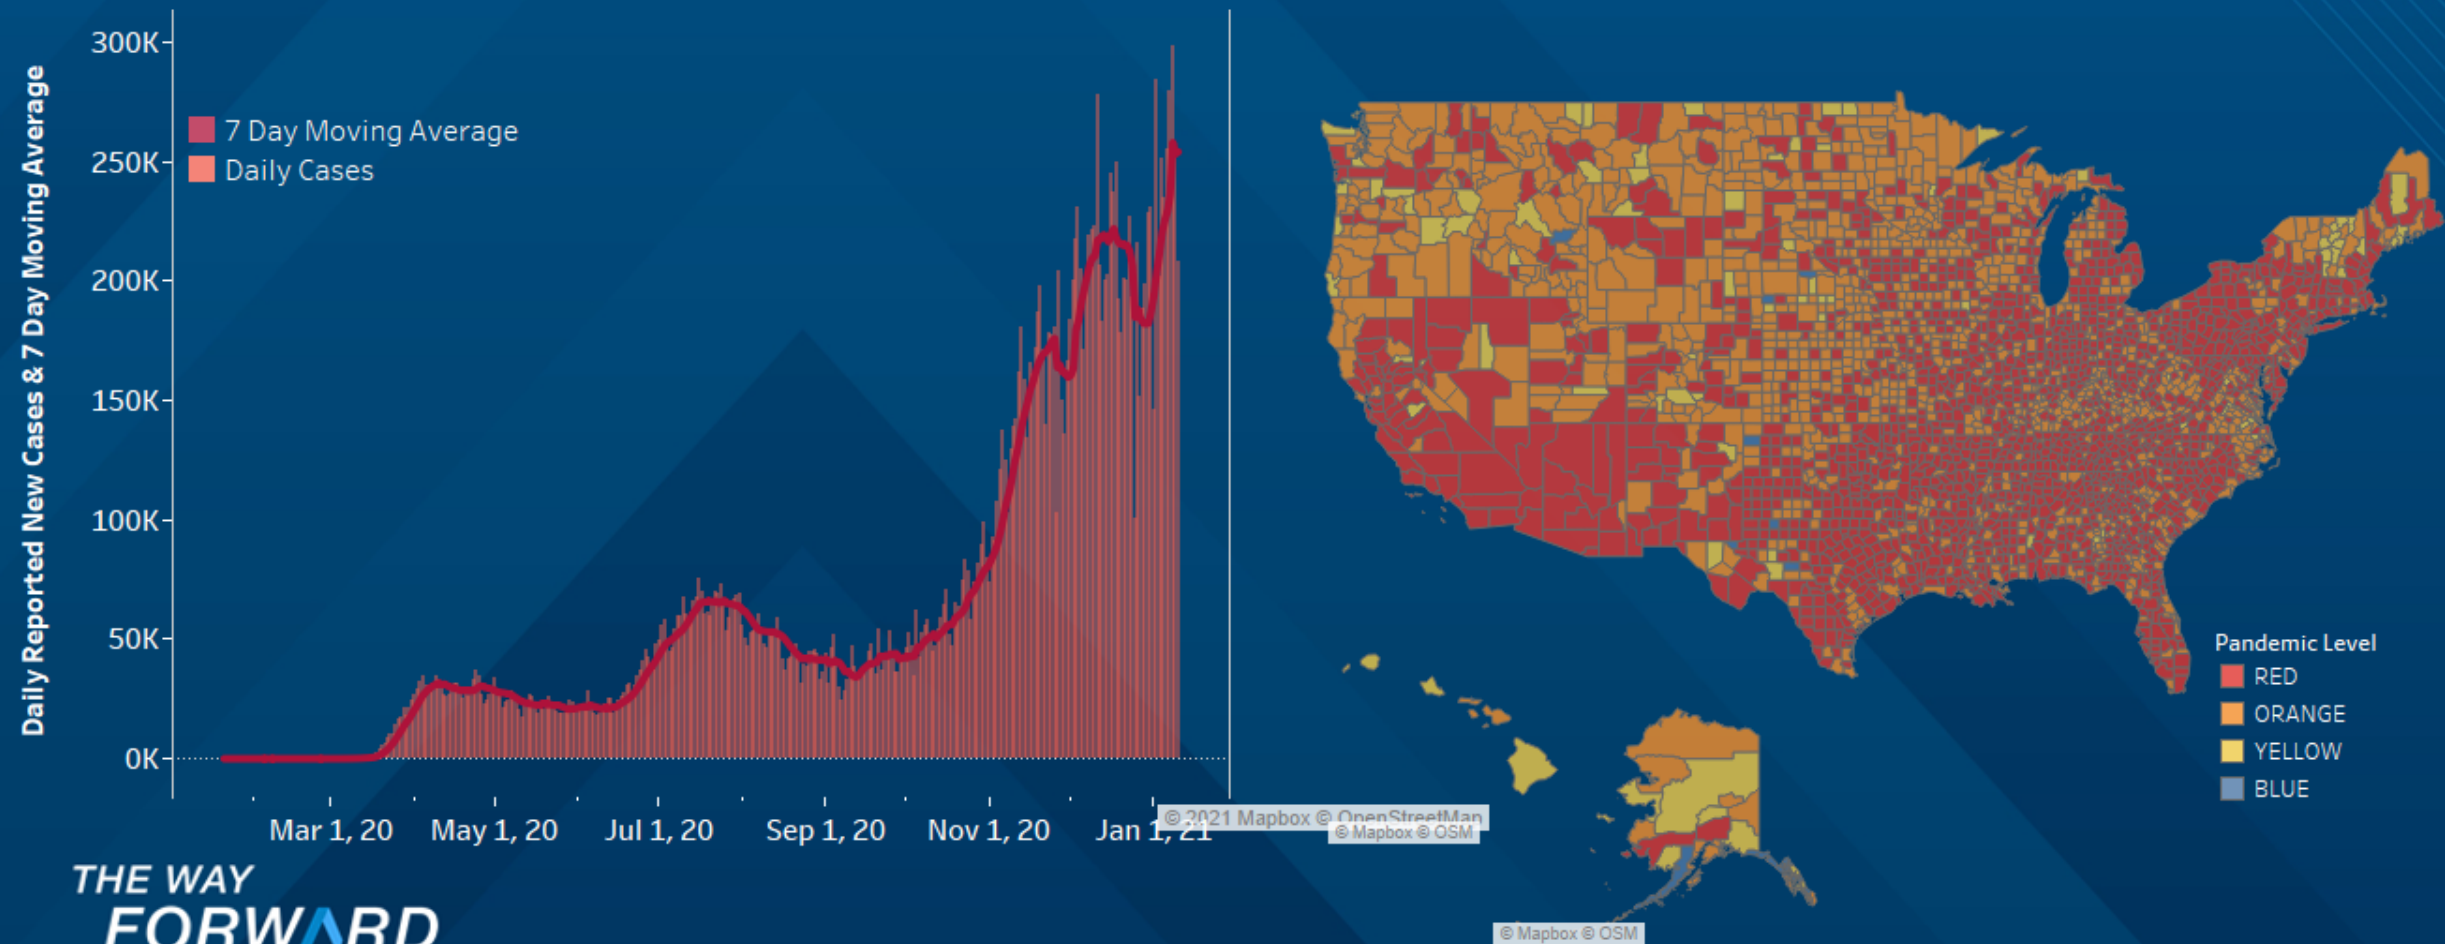 Daily Reported New Cases & 7 Day Moving Average
300K
250K
200K
150K
100K
50K
0K
7 Day Moving Average
Daily Cases
Mar 1, 20 May 1, 20 Jul 1, 20 Sep 1, 20 Nov 1, 20 Jan 1, 21
© 2021 Mapbox © OpenStreetMap
© Mapbox © OSM
© Mapbox © OSM
Pandemic Level
RED
ORANGE
YELLOW
BLUE
THE WAY
FORWARD